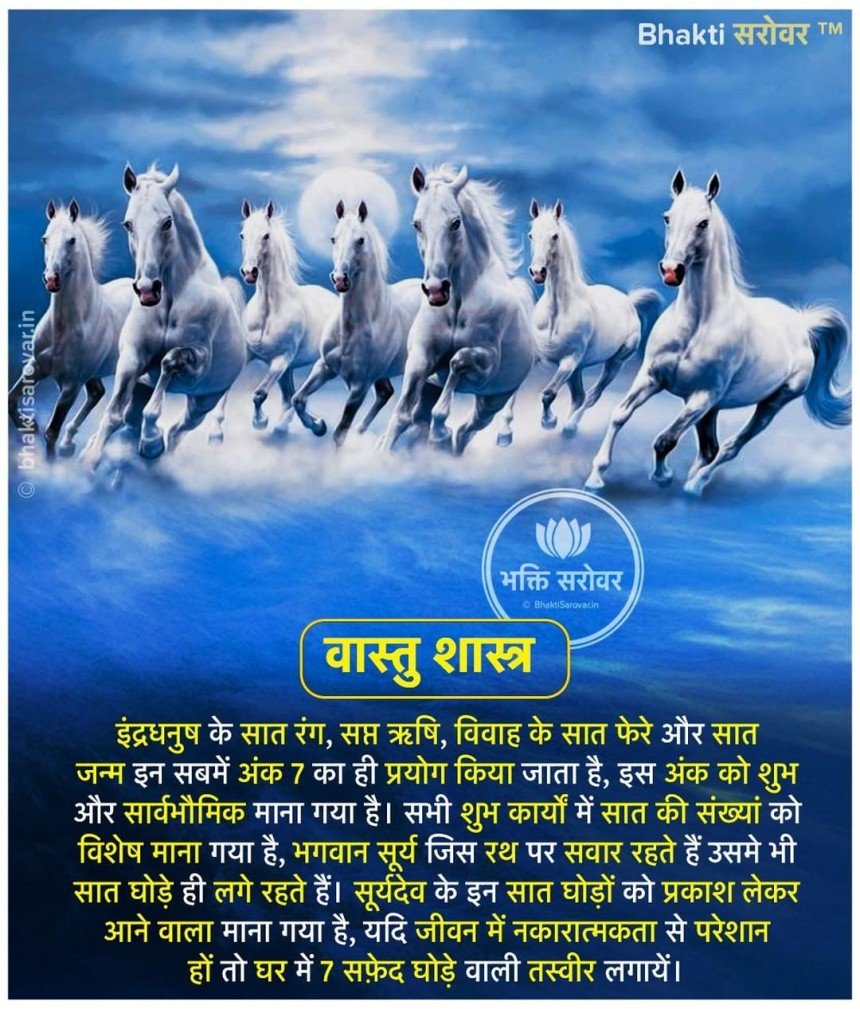 Bhakti सरोवर ™
© bhaktisarovar.in
भक्ति सरोवर
© BhaktiSarovar.in
वास्तु शास्त्र
इंद्रधनुष के सात रंग, सप्त ऋषि, विवाह के सात फेरे और सात
जन्म इन सबमें अंक 7 का ही प्रयोग किया जाता है, इस अंक को शुभ
और सार्वभौमिक माना गया है। सभी शुभ कार्यों में सात की संख्यां को
विशेष माना गया है, भगवान सूर्य जिस रथ पर सवार रहते हैं उसमे भी
सात घोड़े ही लगे रहते हैं। सूर्यदेव के इन सात घोड़ों को प्रकाश लेकर
आने वाला माना गया है, यदि जीवन में नकारात्मकता से परेशान
हों तो घर में 7 सफ़ेद घोड़े वाली तस्वीर लगायें।